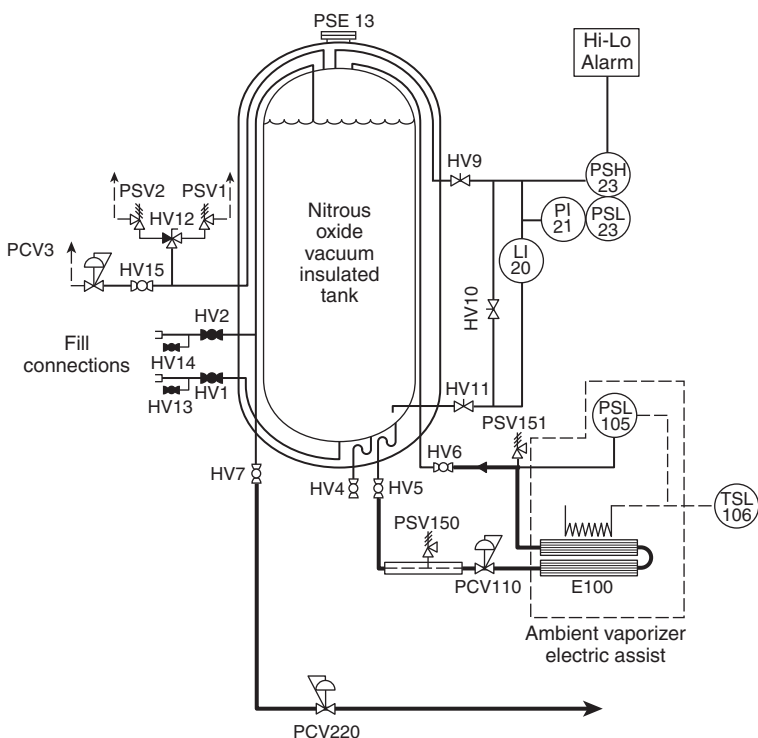 PSE 13
Hi-Lo
Alarm
HV9
PSH
23
PSV2
PSV1
HV12
PI
21
PSL
23
Nitrous
oxide
vacuum
insulated
tank
LI
20
PCV3
HV15
HV10
HV2
Fill
connections
HV14
HV13
HV1
HV11
PSV151
PSL
105
HV6
HV7
HV4
HV5
TSL
106
PSV150
PCV110
E100
Ambient vaporizer
electric assist
PCV220